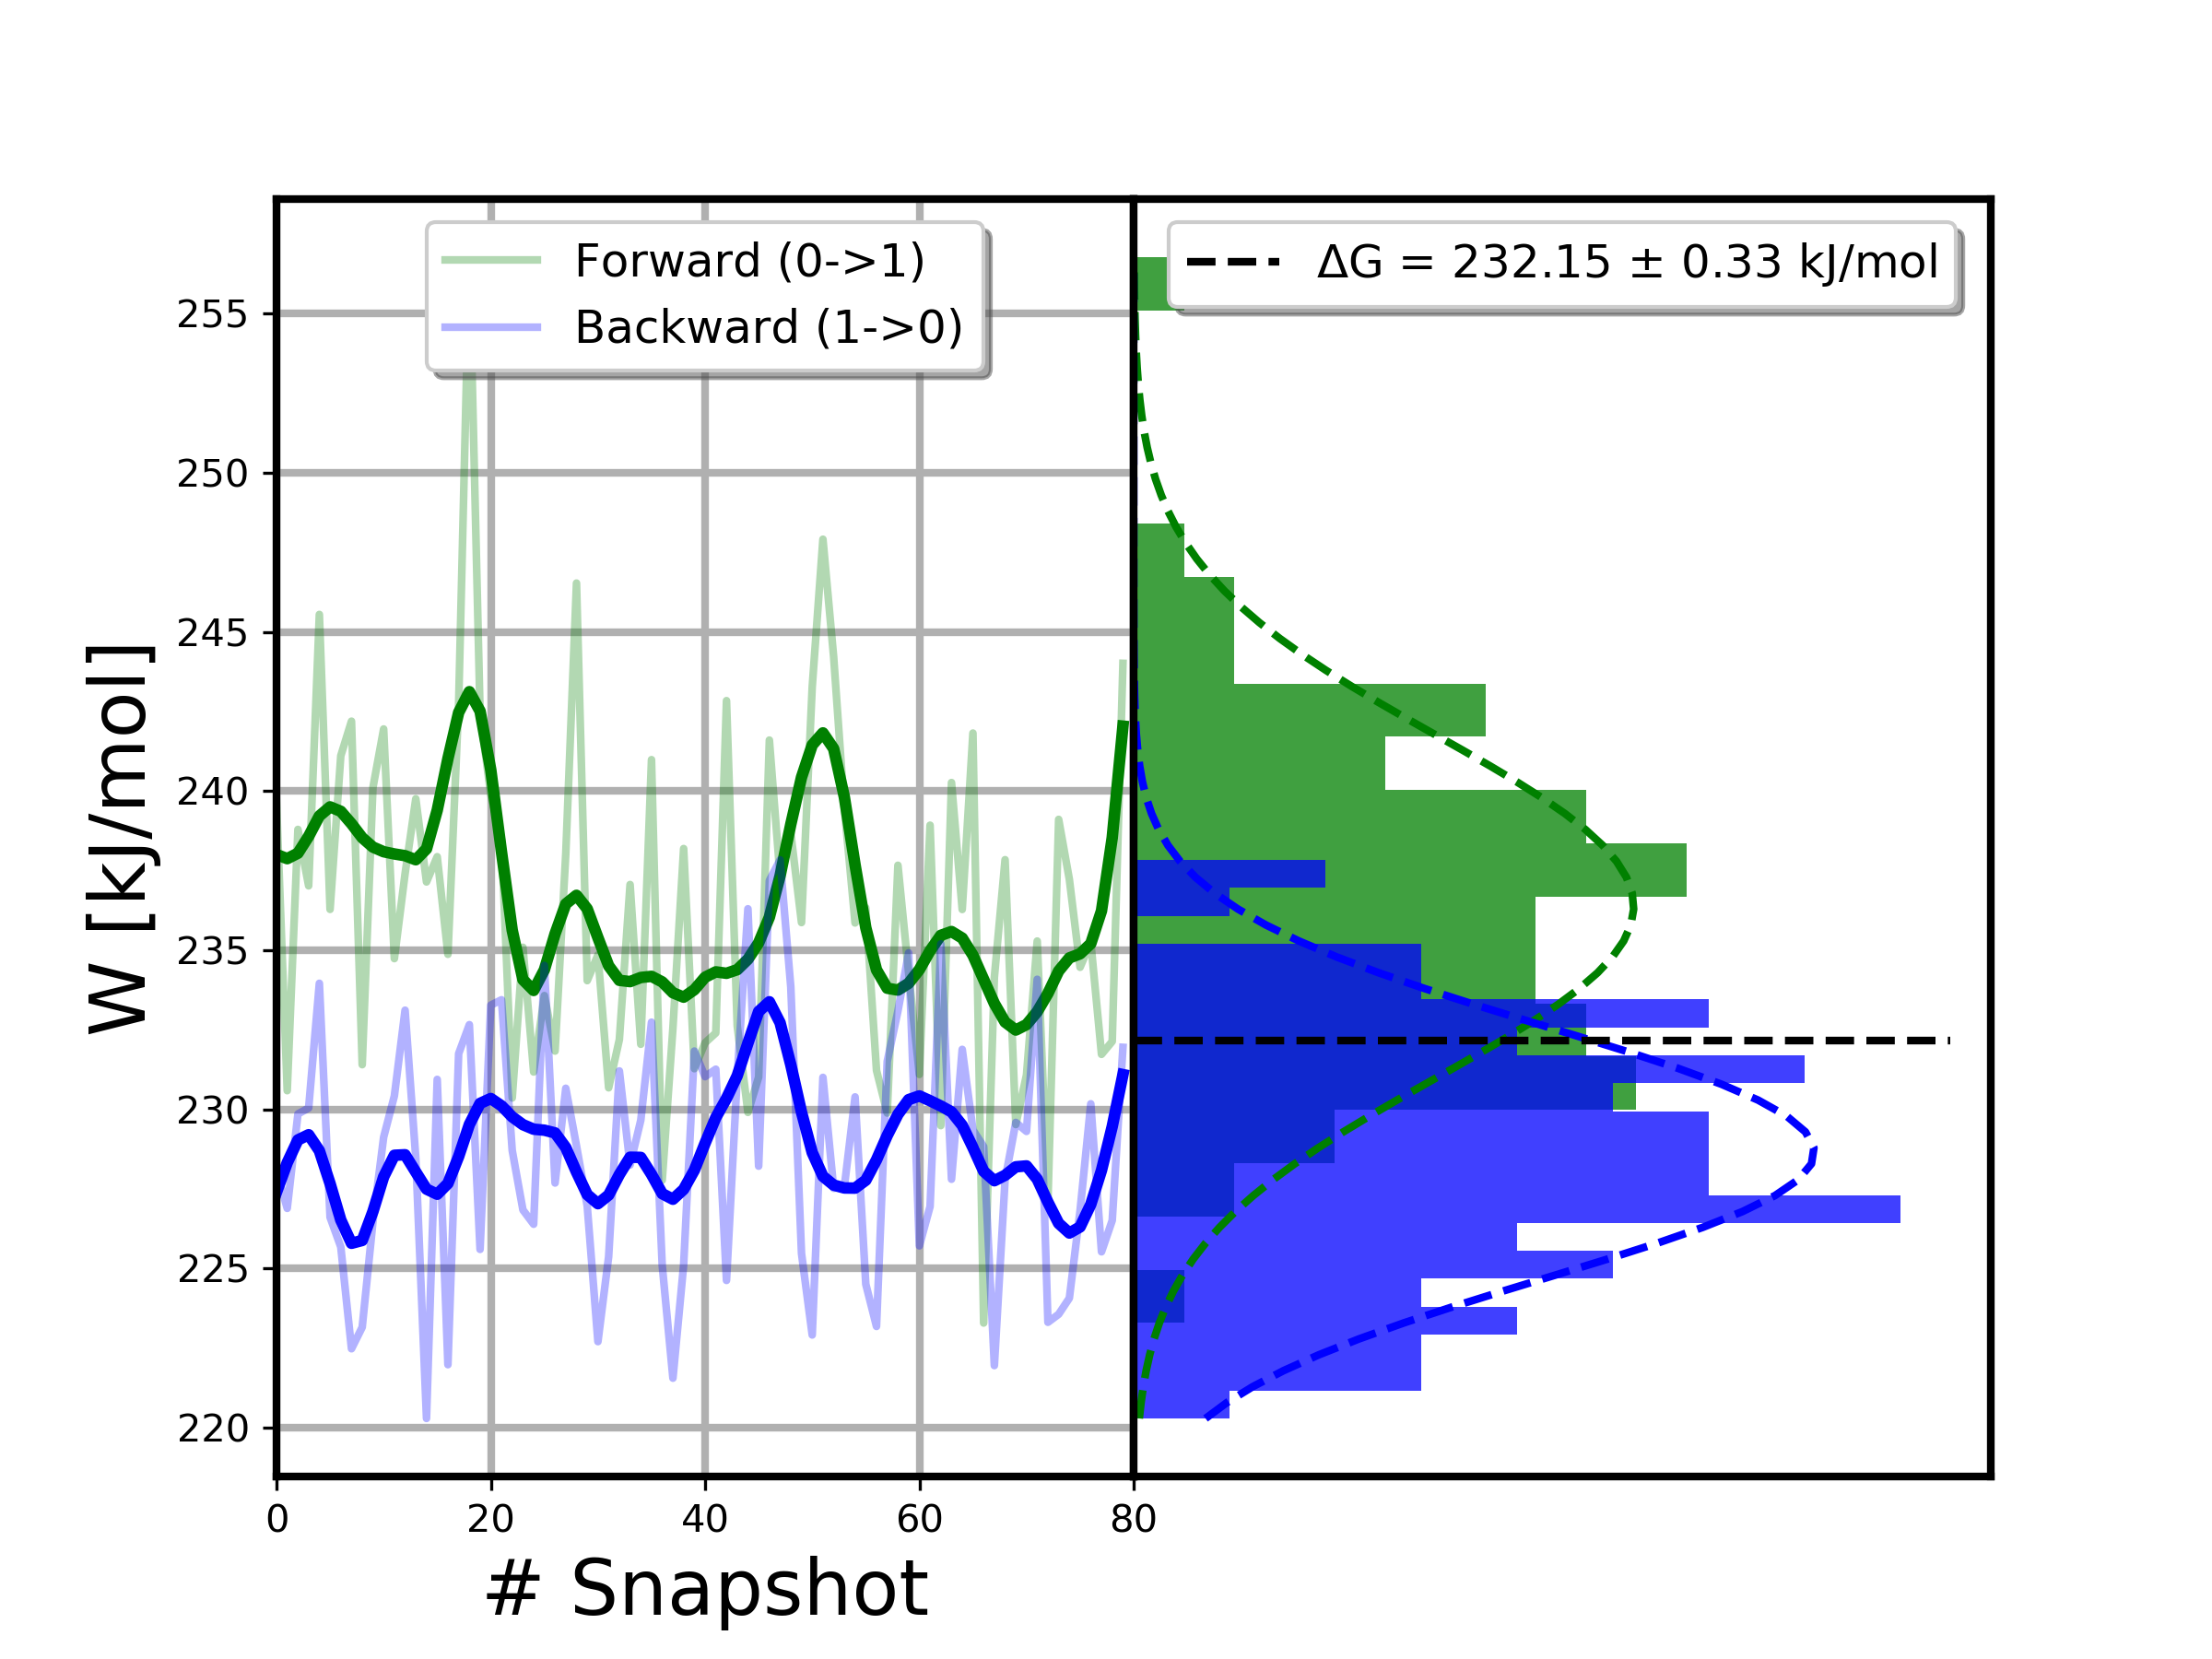 Forward (0->1)
Backward (1->0)
ΔG = 232.15 ± 0.33 kJ/mol
W [kJ/mol]
255
250
245
240
235
230
225
220
0 20 40 60 80
# Snapshot